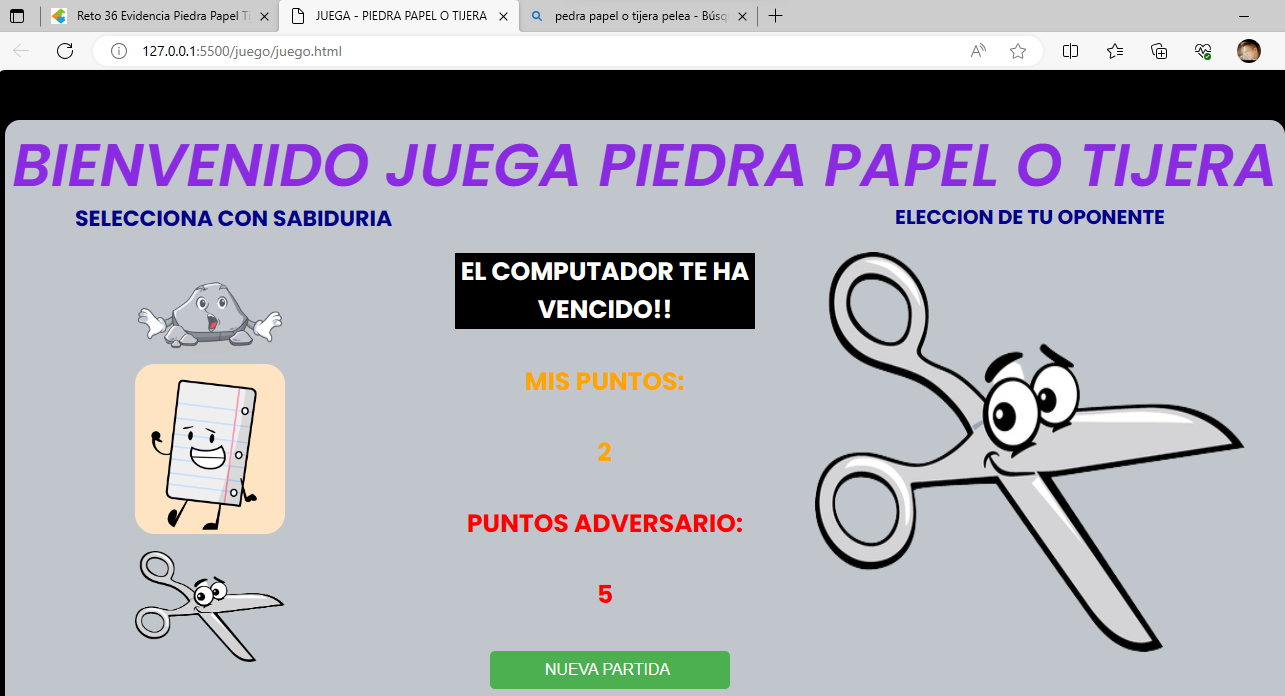 Reto 36 Evidencia Piedra Papel Ti
JUEGA - PIEDRA PAPEL O TIJERA
pedra papel o tijera pelea - Búsq
127.0.0.1:5500/juego/juego.html
BIENVENIDO JUEGA PIEDRA PAPEL O TIJERA
SELECCIONA CON SABIDURIA
ELECCION DE TU OPONENTE
EL COMPUTADOR TE HA
VENCIDO!!
MIS PUNTOS:
2
PUNTOS ADVERSARIO:
5
NUEVA PARTIDA